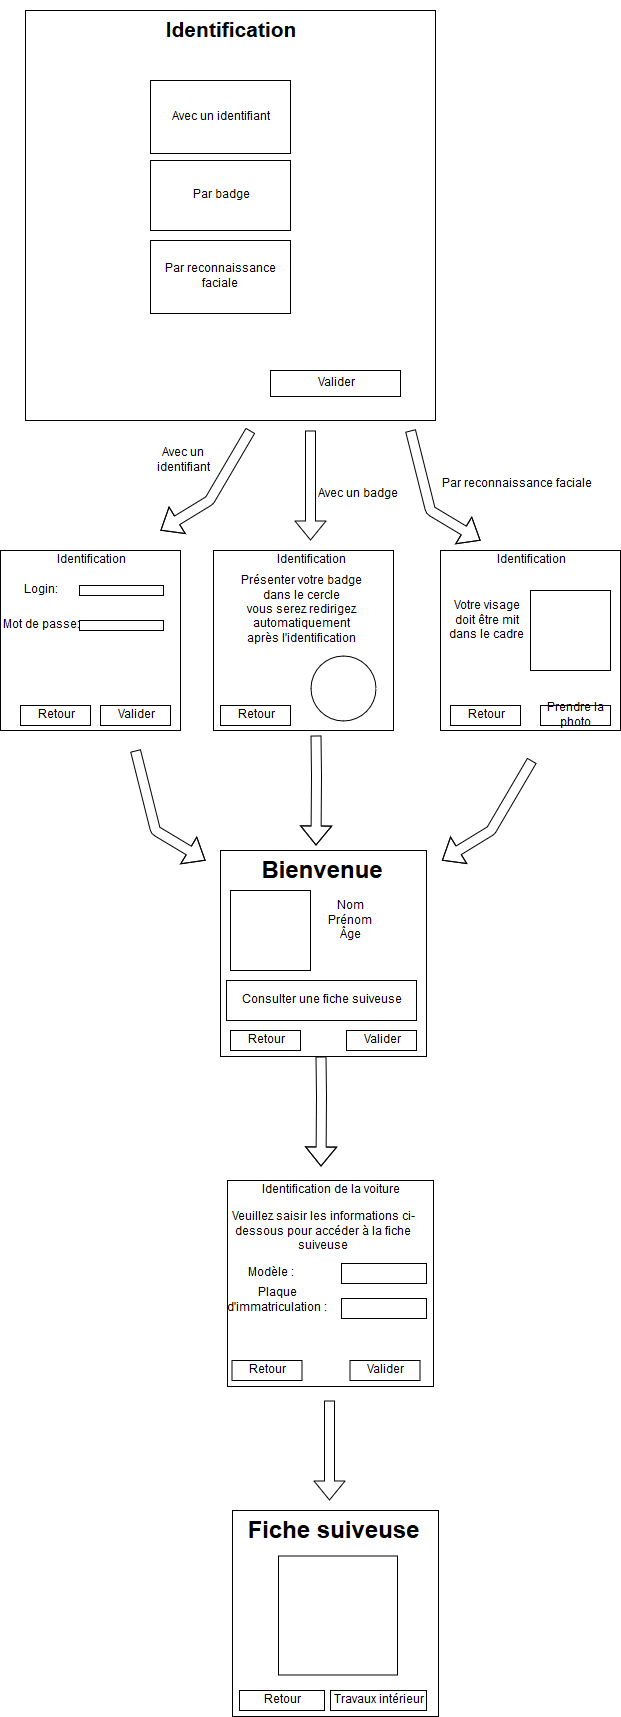 Identification
Avec un identifiant
Par badge
Par reconnaissance
faciale
Valider
Avec un
identifiant
Avec un badge
Par reconnaissance faciale
Identification
Login:
Mot de passe:
Retour
Valider
Identification
Présenter votre badge
dans le cercle
vous serez redirigez
automatiquement
après l'identification
Retour
Identification
Votre visage
doit être mit
dans le cadre
Retour
Prendre la
photo
Bienvenue
Nom
Prénom
Âge
Consulter une fiche suiveuse
Retour
Valider
Identification de la voiture
Veuillez saisir les informations ci-
dessous pour accéder à la fiche
suiveuse
Modèle :
Plaque
d'immatriculation :
Retour
Valider
Fiche suiveuse
Retour
Travaux intérieur